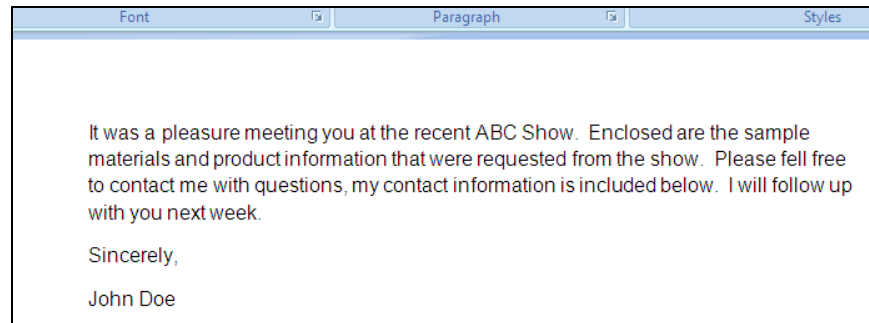 Font Paragraph Styles
It was a pleasure meeting you at the recent ABC Show.  Enclosed are the sample
materials and product information that were requested from the show.  Please fell free
to contact me with questions, my contact information is included below.  I will follow up
with you next week.
Sincerely,
John Doe